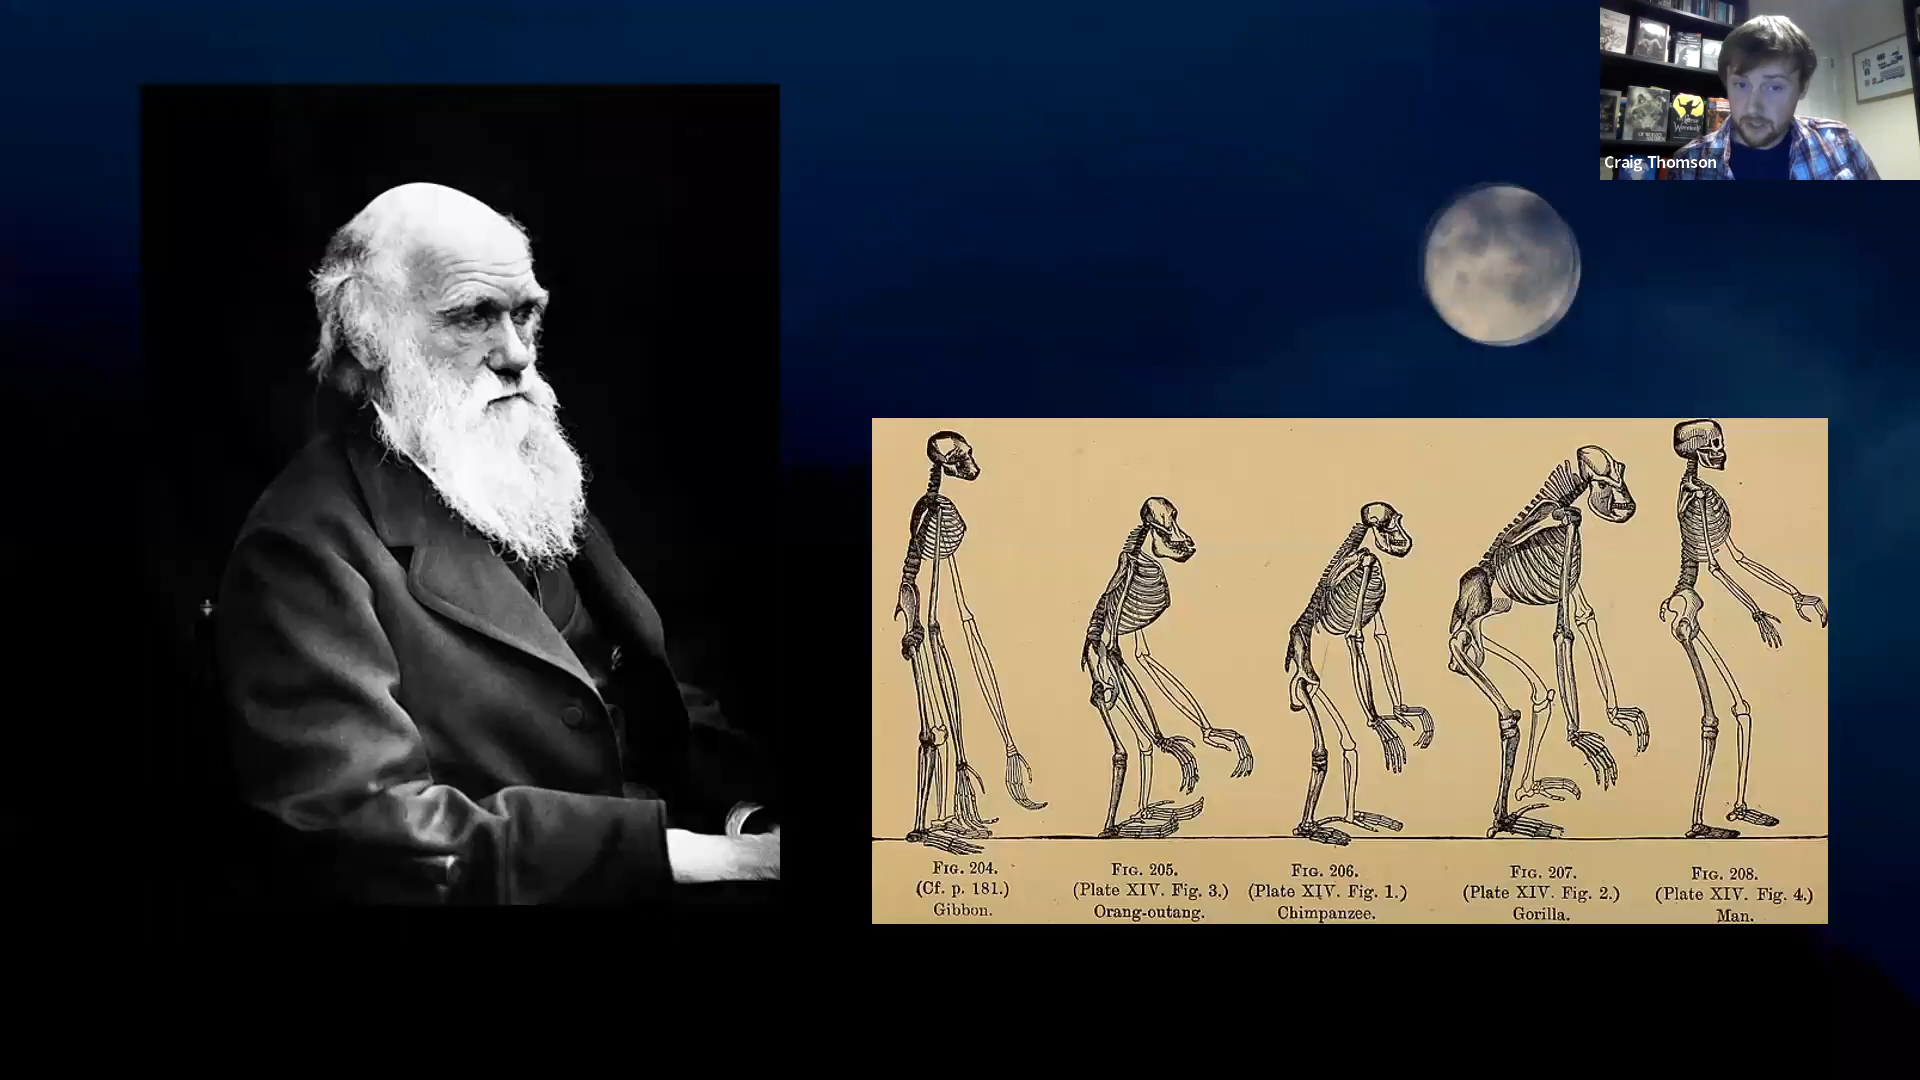 Craig Thomson
FIG. 204.
(Cf. p. 181.)
Gibbon.
FIG. 205.
(Plate XIV. Fig. 3.)
Orang-outang.
FIG. 206.
(Plate XIV. Fig. 1.)
Chimpanzee.
FIG. 207.
(Plate XIV. Fig. 2.)
Gorilla.
FIG. 208.
(Plate XIV. Fig. 4.)
Man.